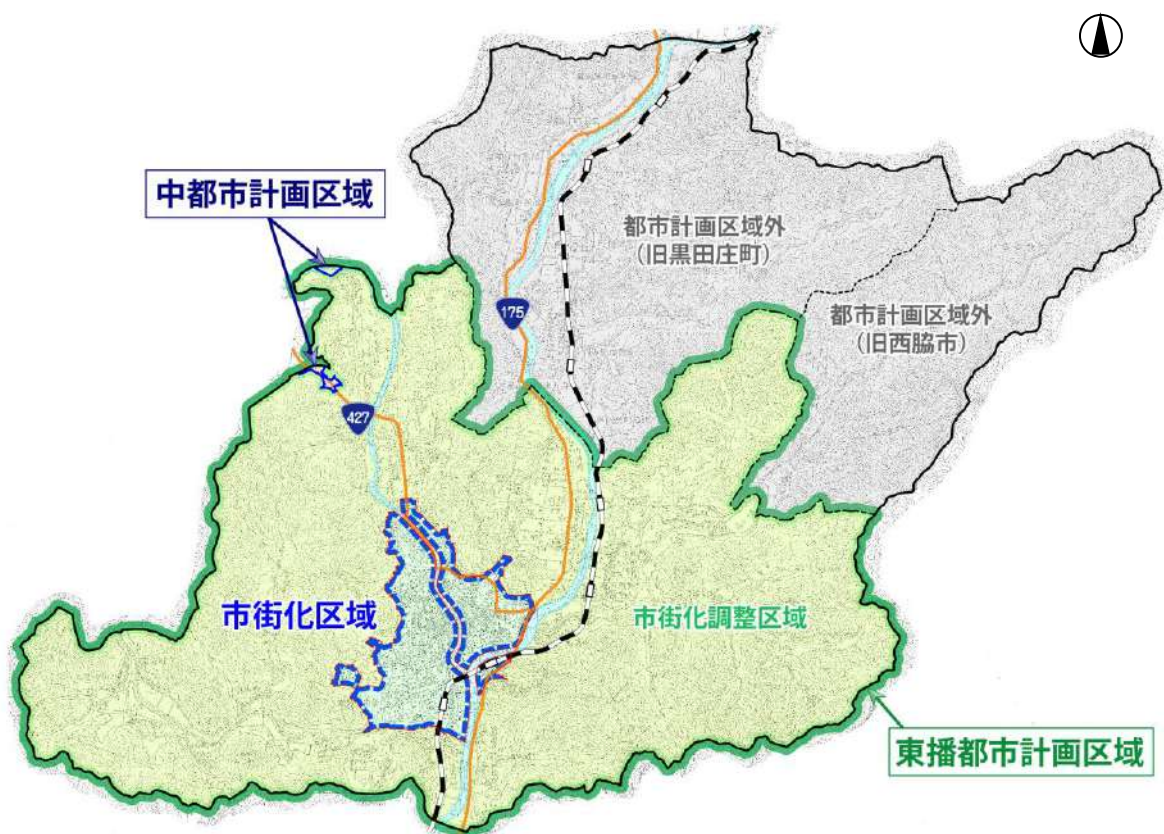 中都市計画区域
都市計画区域外
(旧黒田庄町)
175
都市計画区域外
(旧西脇市)
427
市街化区域
市街化調整区域
東播都市計画区域